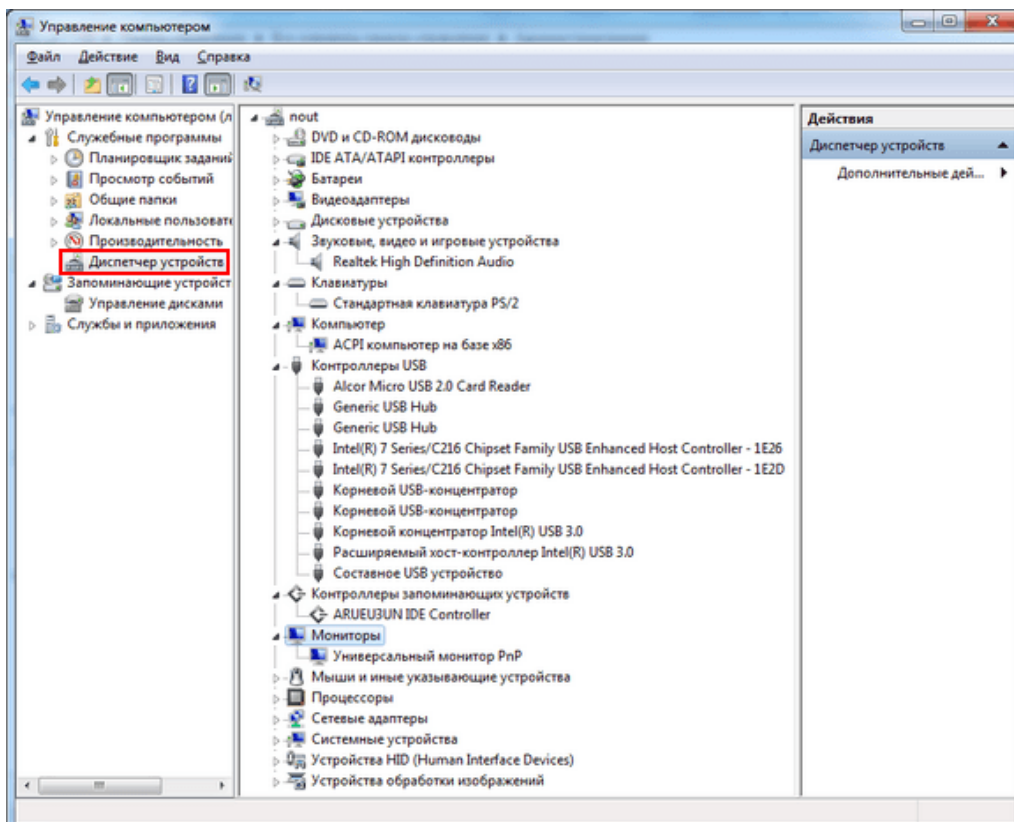 Управление компьютером
Файл Действие Вид Справка
Управление компьютером (л
Служебные программы
Планировщик заданий
Просмотр событий
Общие папки
Локальные пользовате
Производительность
Диспетчер устройств
Запоминающие устройст
Управление дисками
Службы и приложения
nout
DVD и CD-ROM дисководы
IDE ATA/ATAPI контроллеры
Батареи
Видеоадаптеры
Дисковые устройства
Звуковые, видео и игровые устройства
Realtek High Definition Audio
Клавиатуры
Стандартная клавиатура PS/2
Компьютер
ACPI компьютер на базе x86
Контроллеры USB
Alcor Micro USB 2.0 Card Reader
Generic USB Hub
Generic USB Hub
Intel(R) 7 Series/C216 Chipset Family USB Enhanced Host Controller - 1E26
Intel(R) 7 Series/C216 Chipset Family USB Enhanced Host Controller - 1E2D
Корневой USB-концентратор
Корневой USB-концентратор
Корневой концентратор Intel(R) USB 3.0
Расширяемый хост-контроллер Intel(R) USB 3.0
Составное USB устройство
Контроллеры запоминающих устройств
ARUEU3UN IDE Controller
Мониторы
Универсальный монитор PnP
Мыши и иные указывающие устройства
Процессоры
Сетевые адаптеры
Системные устройства
Устройства HID (Human Interface Devices)
Устройства обработки изображений
Действия
Диспетчер устройств
Дополнительные дей...